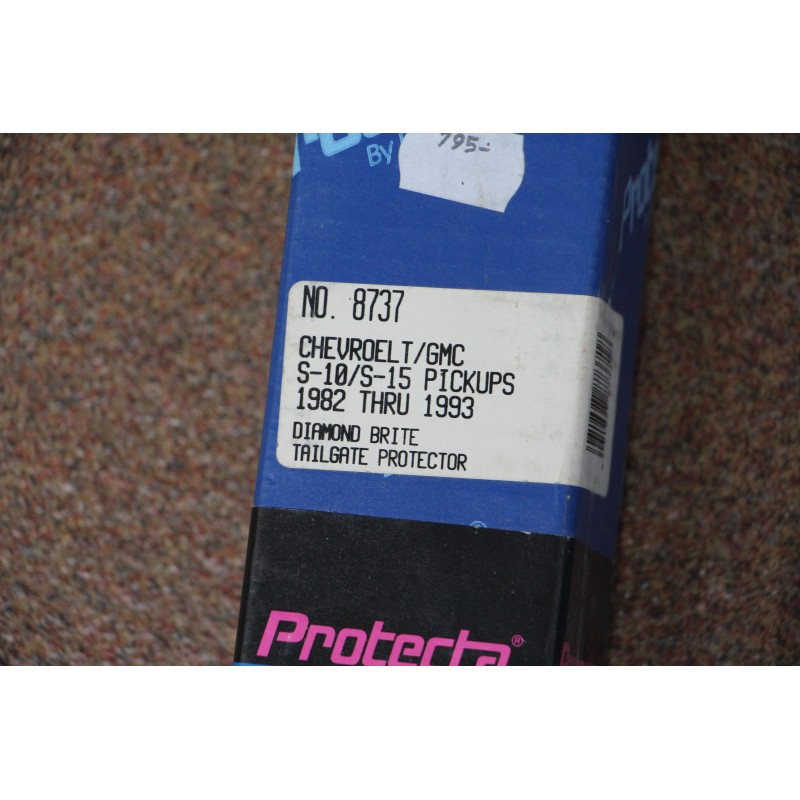 By
795-
NO. 8737
CHEVROELT/GMC
S-10/S-15 PICKUPS
1982 THRU 1993
DIAMOND BRITE
TAILGATE PROTECTOR
Protecta®